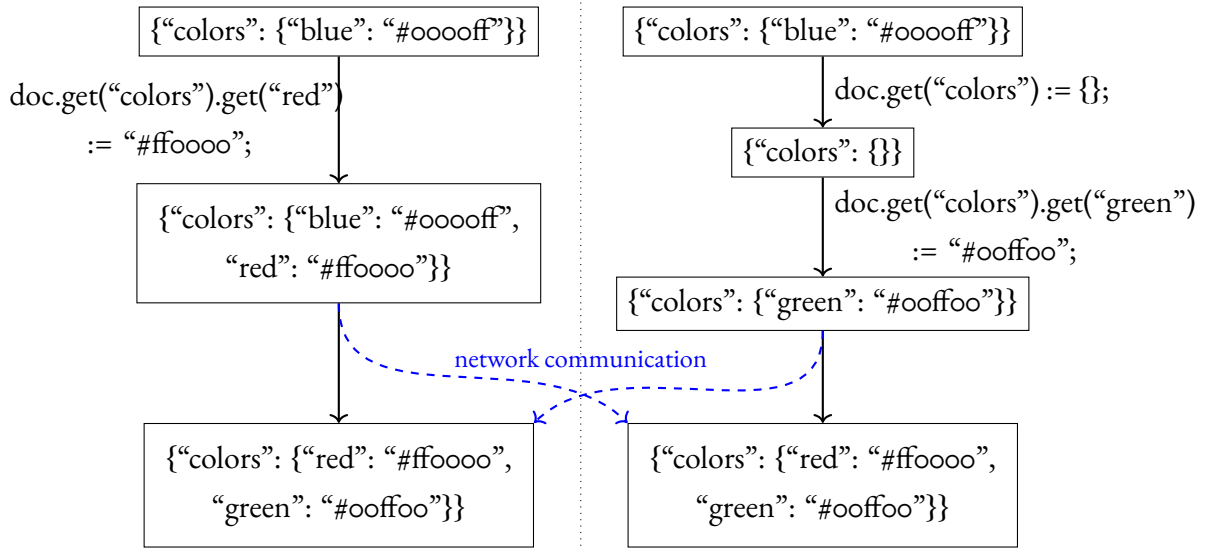 {“colors”: {“blue”: “#0000ff”}}
doc.get(“colors”).get(“red”)
:= “#ff0000”;
{“colors”: {“blue”: “#0000ff”,
“red”: “#ff0000”}}
{“colors”: {“blue”: “#0000ff”}}
doc.get(“colors”) := {};
{“colors”: {}}
doc.get(“colors”).get(“green”)
:= “#00ff00”;
{“colors”: {“green”: “#00ff00”}}
network communication
{“colors”: {“red”: “#ff0000”,
“green”: “#00ff00”}}
{“colors”: {“red”: “#ff0000”,
“green”: “#00ff00”}}